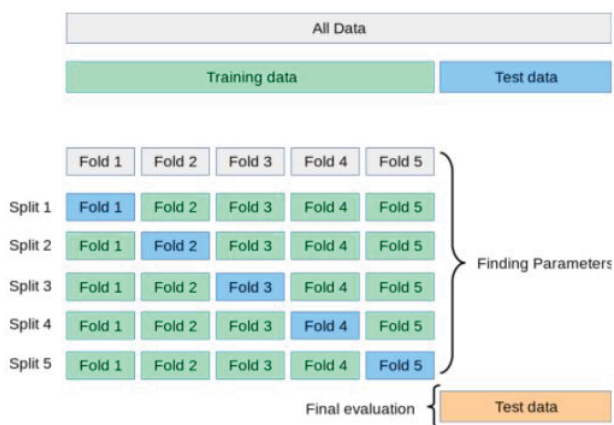 All Data
Training data Test data
Fold 1 Fold 2 Fold 3 Fold 4 Fold 5
Split 1 Fold 1 Fold 2 Fold 3 Fold 4 Fold 5
Split 2 Fold 1 Fold 2 Fold 3 Fold 4 Fold 5
Finding Parameters
Split 3 Fold 1 Fold 2 Fold 3 Fold 4 Fold 5
Split 4 Fold 1 Fold 2 Fold 3 Fold 4 Fold 5
Split 5 Fold 1 Fold 2 Fold 3 Fold 4 Fold 5
Final evaluation Test data